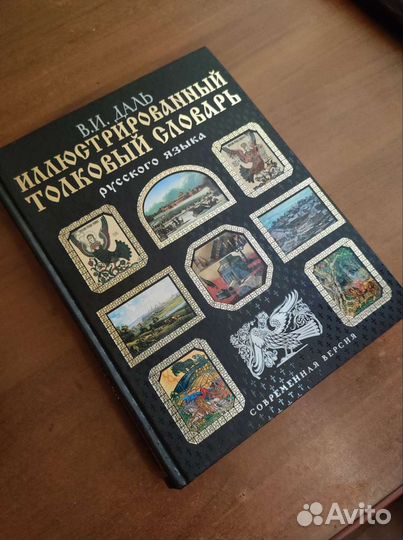 В.И. ДАЛЬ
ИЛЛЮСТРИРОВАННЫЙ
ТОЛКОВЫЙ СЛОВАРЬ
РУССКОГО ЯЗЫКА
СОВРЕМЕННАЯ ВЕРСИЯ
Avito